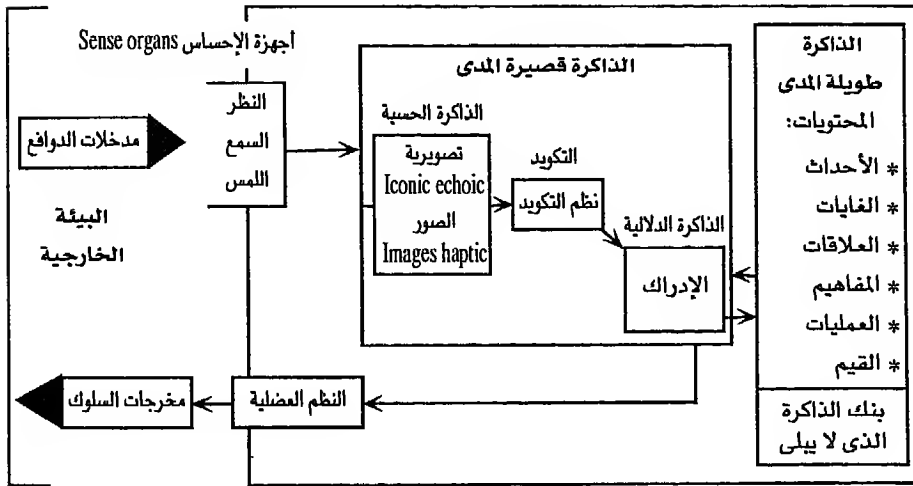 أجهزة الإحساس Sense organs
النظر
السمع
اللمس
مدخلات الدوافع
البيئة
الخارجية
الذاكرة قصيرة المدى
الذاكرة الحسية
تصويرية
Iconic echoic
الصور
Images haptic
التكويد
نظم التكويد
الذاكرة الدلالية
الإدراك
الذاكرة
طويلة المدى
المحتويات:
* الأحداث
* الغايات
* العلاقات
* المفاهيم
* العمليات
* القيم
بنك الذاكرة
الذى لا يبلى
النظم العضلية
مخرجات السلوك